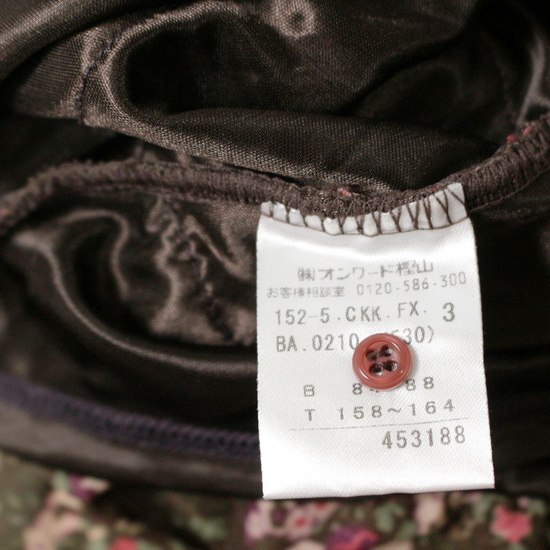 ㈱オンワード樫山
お客様相談室 0120-586-300
152-5.CKK.FX. 3
BA.0210 530)
B 84 88
T 158～164
453188